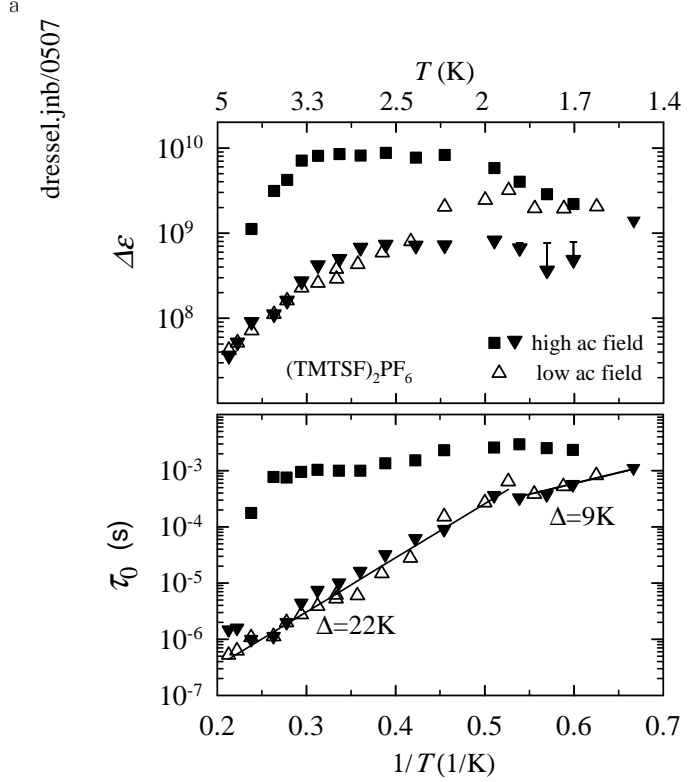 a
dressel.jnb/0507
T (K)
5 3.3 2.5 2 1.7 1.4
10^10
10^9
10^8
Δε
high ac field
low ac field
(TMTSF)₂PF₆
10^-3
10^-4
10^-5
10^-6
10^-7
τ₀ (s)
Δ=9K
Δ=22K
0.2 0.3 0.4 0.5 0.6 0.7
1/T (1/K)